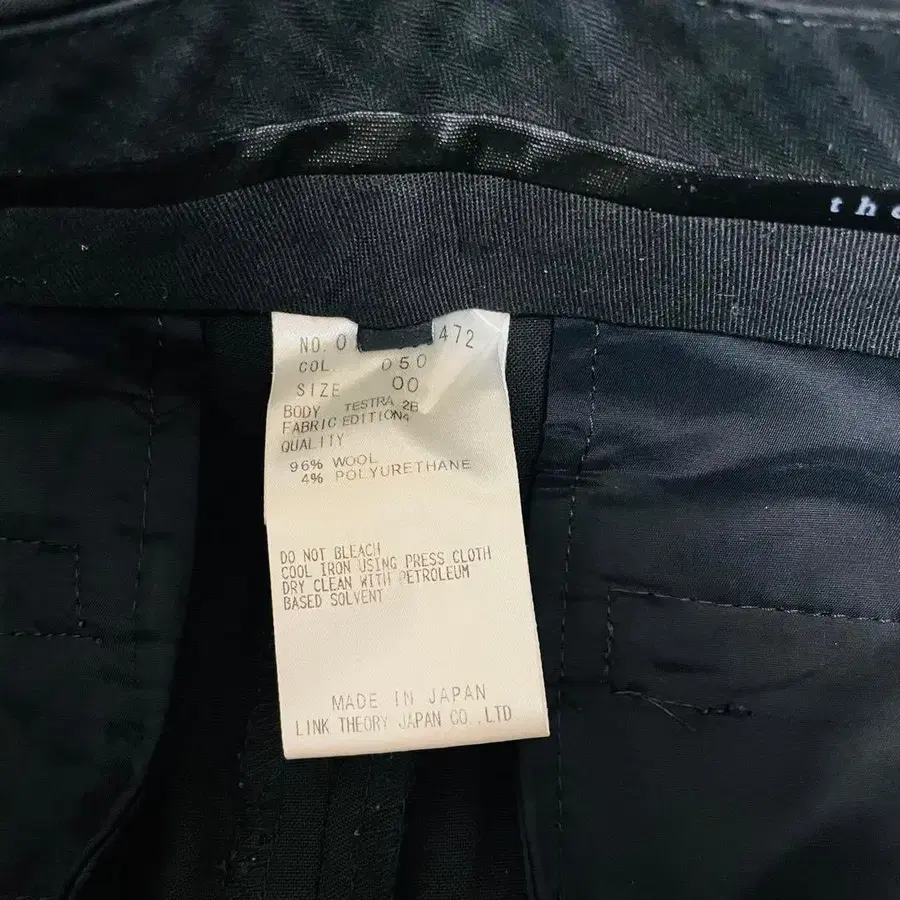 the
NO. 0 472
COL. 050
SIZE 00
BODY TESTRA 2B
FABRIC EDITION4
QUALITY
96% WOOL
4% POLYURETHANE
DO NOT BLEACH
COOL IRON USING PRESS CLOTH
DRY CLEAN WITH PETROLEUM
BASED SOLVENT
MADE IN JAPAN
LINK THEORY JAPAN CO.,LTD